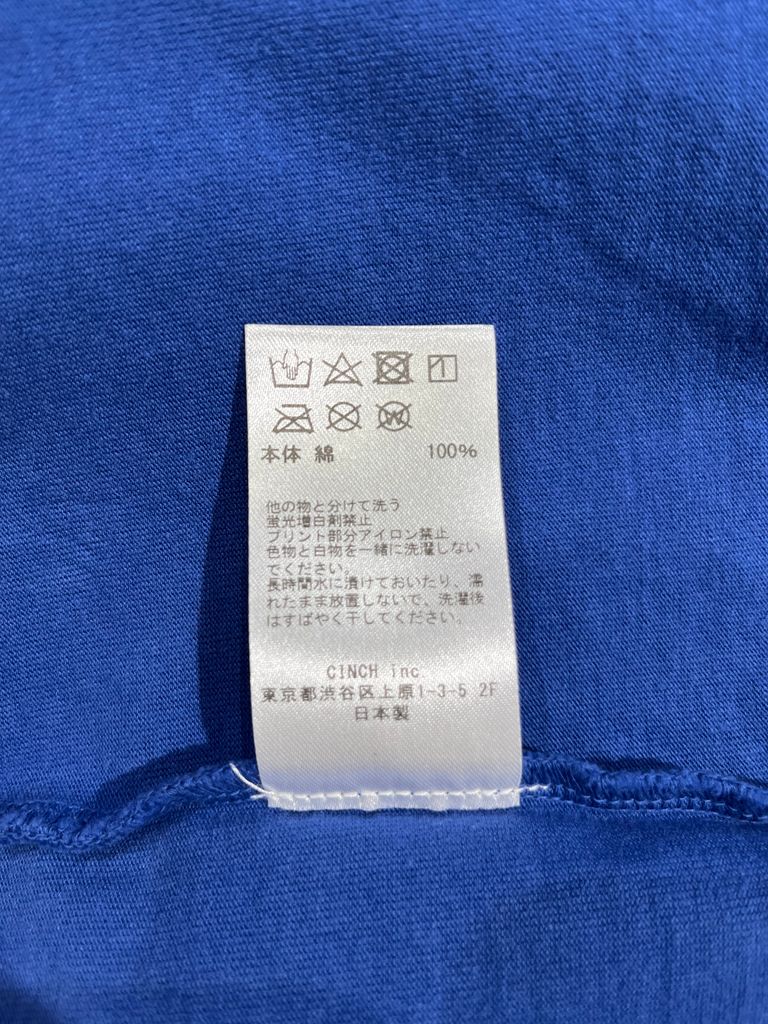 W
本体 綿 100%
他の物と分けて洗う
蛍光増白剤禁止
プリント部分アイロン禁止
色物と白物を一緒に洗濯しない
でください。
長時間水に漬けておいたり、濡
れたまま放置しないで、洗濯後
はすばやく干してください。
CINCH inc.
東京都渋谷区上原1-3-5 2F
日本製